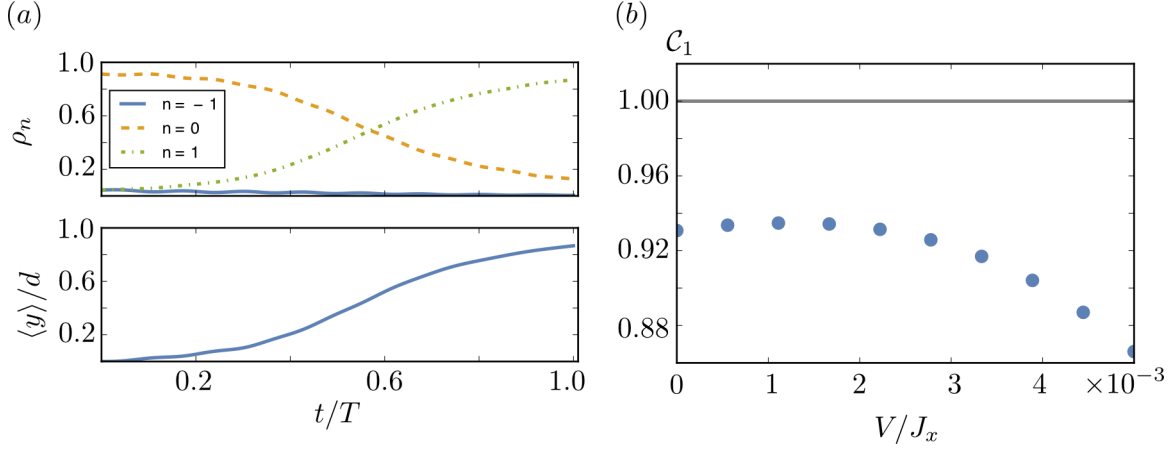 (a)
1.0
0.6
0.2
ρₙ
n = − 1
n = 0
n = 1
1.0
0.6
0.2
⟨y⟩/d
0.2
0.6
1.0
t/T
(b)
𝒞₁
1.00
0.96
0.92
0.88
0
1
2
3
4
×10⁻³
V/Jₓ